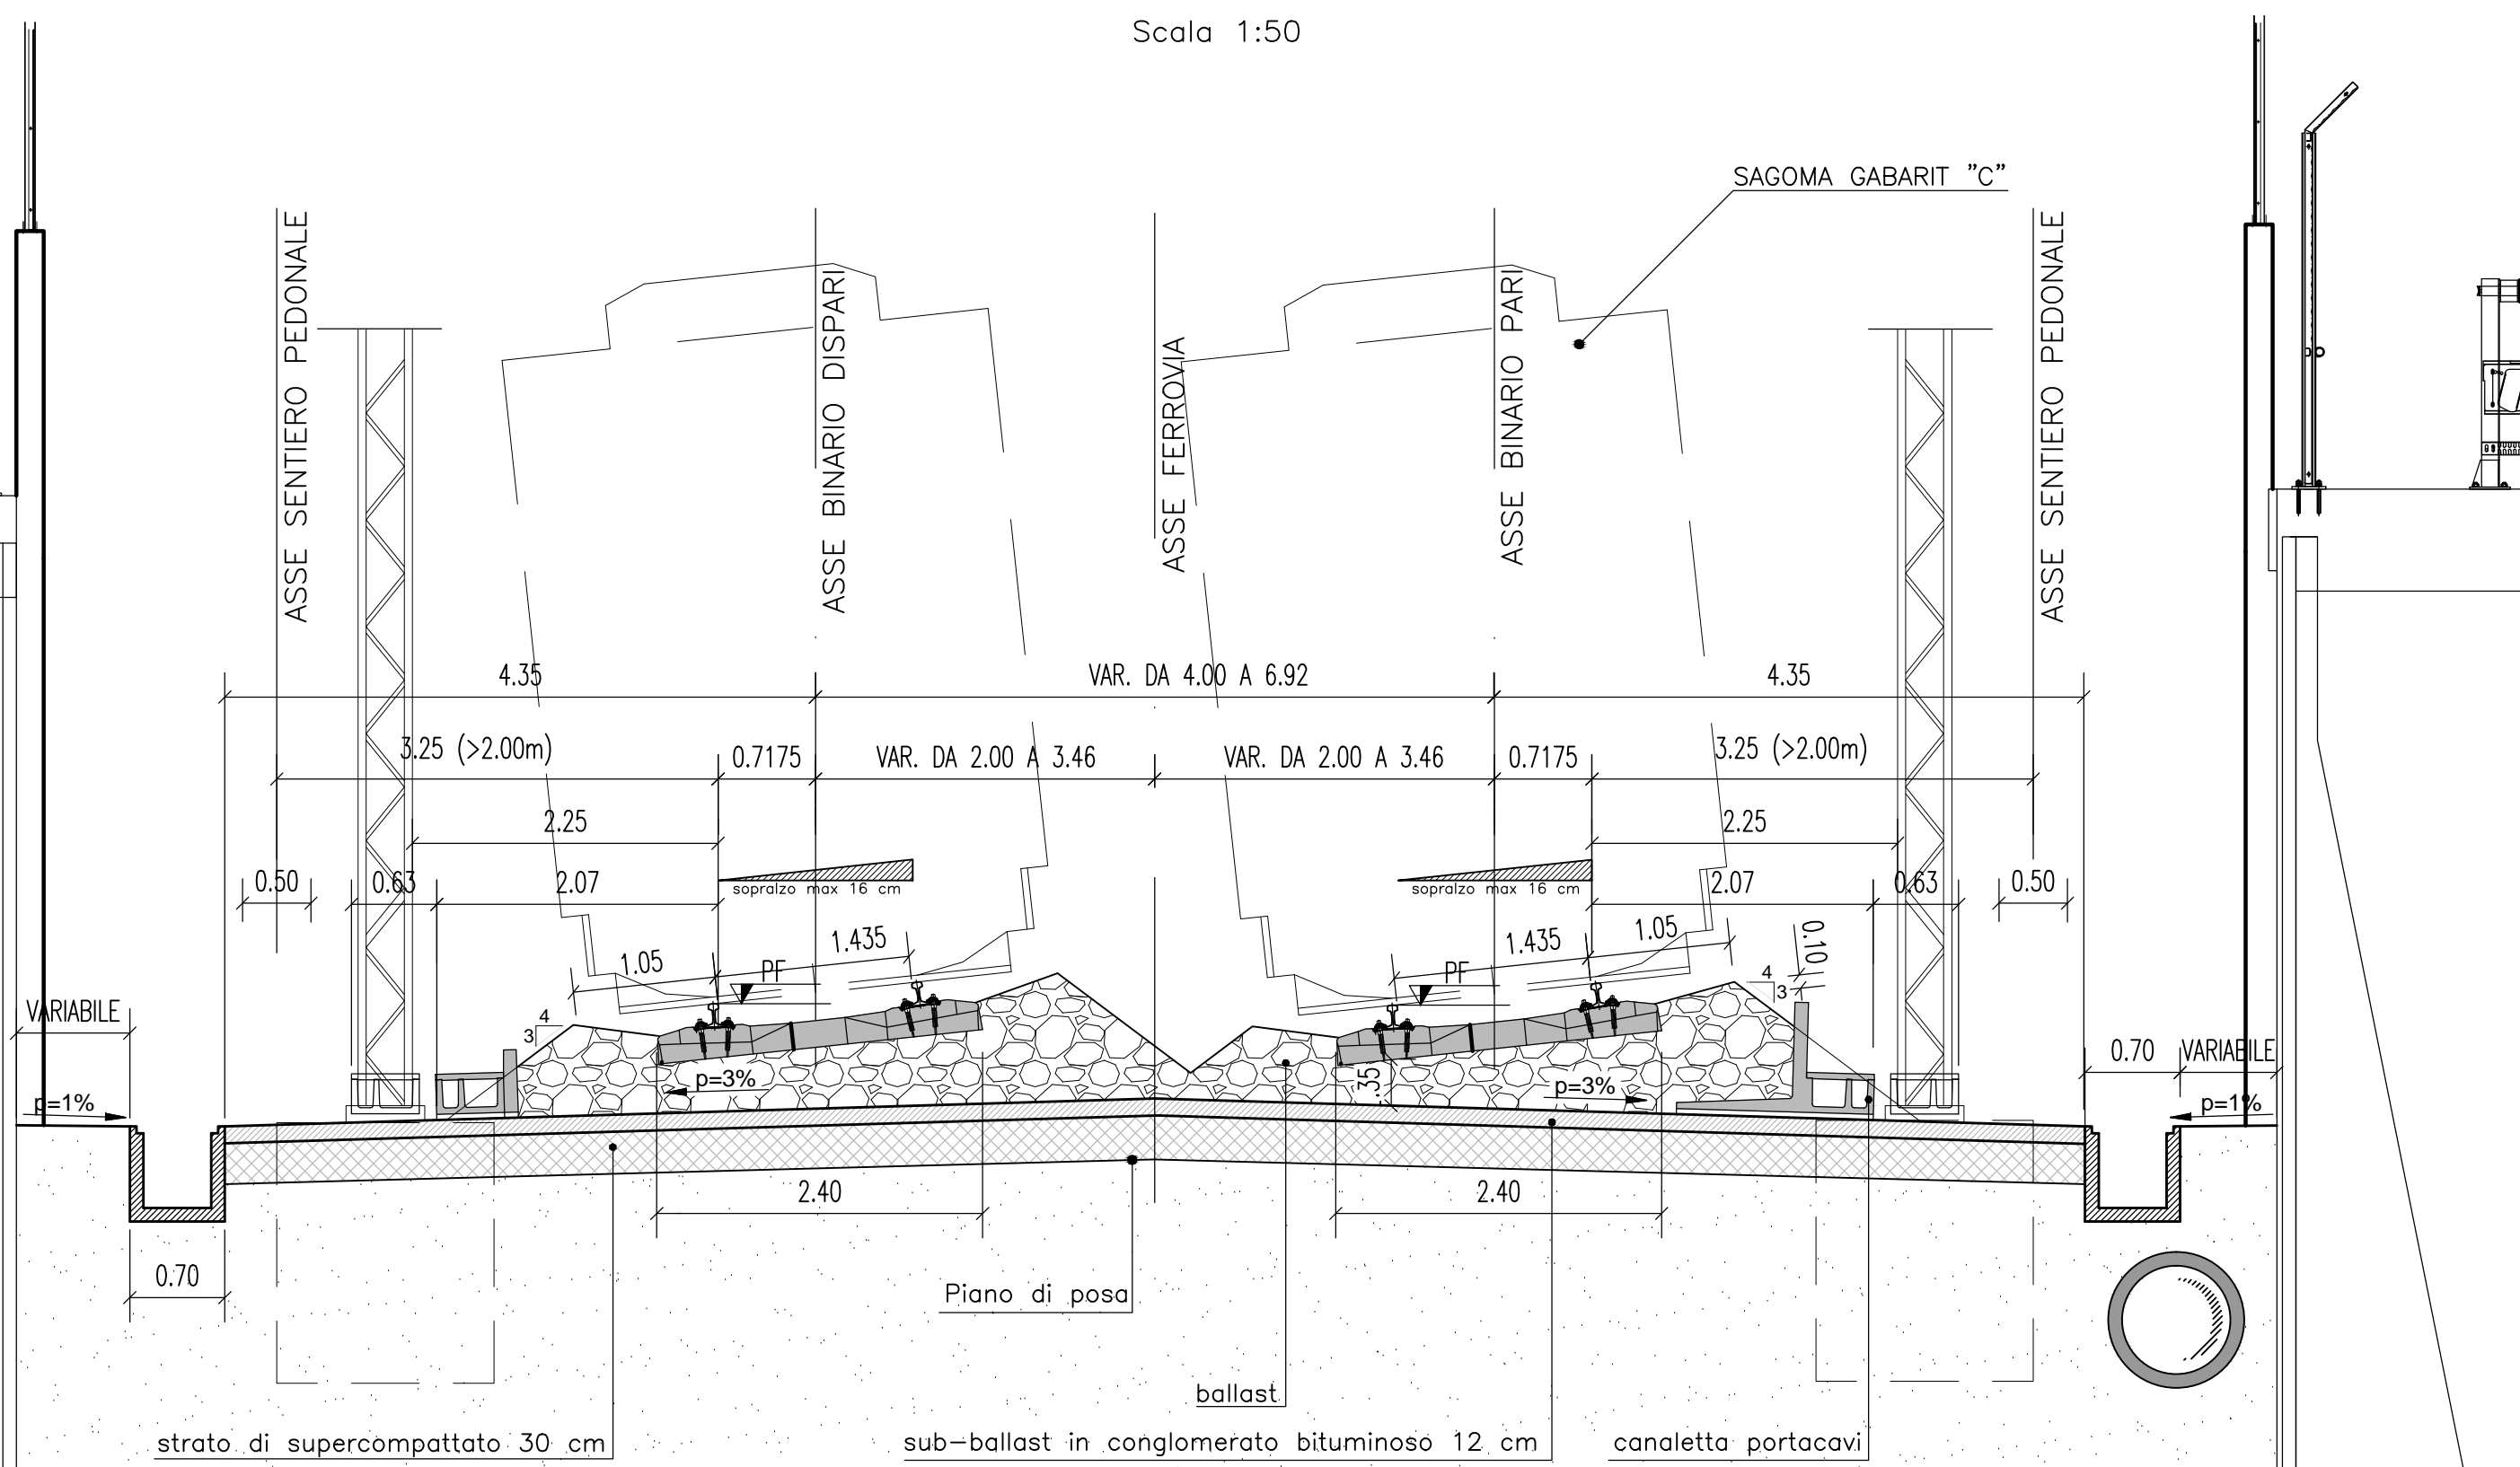 Scala 1:50
SAGOMA GABARIT "C"
ASSE SENTIERO PEDONALE
ASSE BINARIO DISPARI
ASSE FERROVIA
ASSE BINARIO PARI
ASSE SENTIERO PEDONALE
4.35
VAR. DA 4.00 A 6.92
4.35
3.25 (>2.00m)
0.7175
VAR. DA 2.00 A 3.46
VAR. DA 2.00 A 3.46
0.7175
3.25 (>2.00m)
2.25
2.25
0.50
0.63
2.07
sopralzo max 16 cm
sopralzo max 16 cm
2.07
0.63
0.50
1.05
1.435
PF
1.435
1.05
PF
0.10
4
3
4
3
VARIABILE
0.70
VARIABILE
p=1%
p=3%
.35
p=3%
p=1%
2.40
2.40
0.70
Piano di posa
ballast
strato di supercompattato 30 cm
sub-ballast in conglomerato bituminoso 12 cm
canaletta portacavi